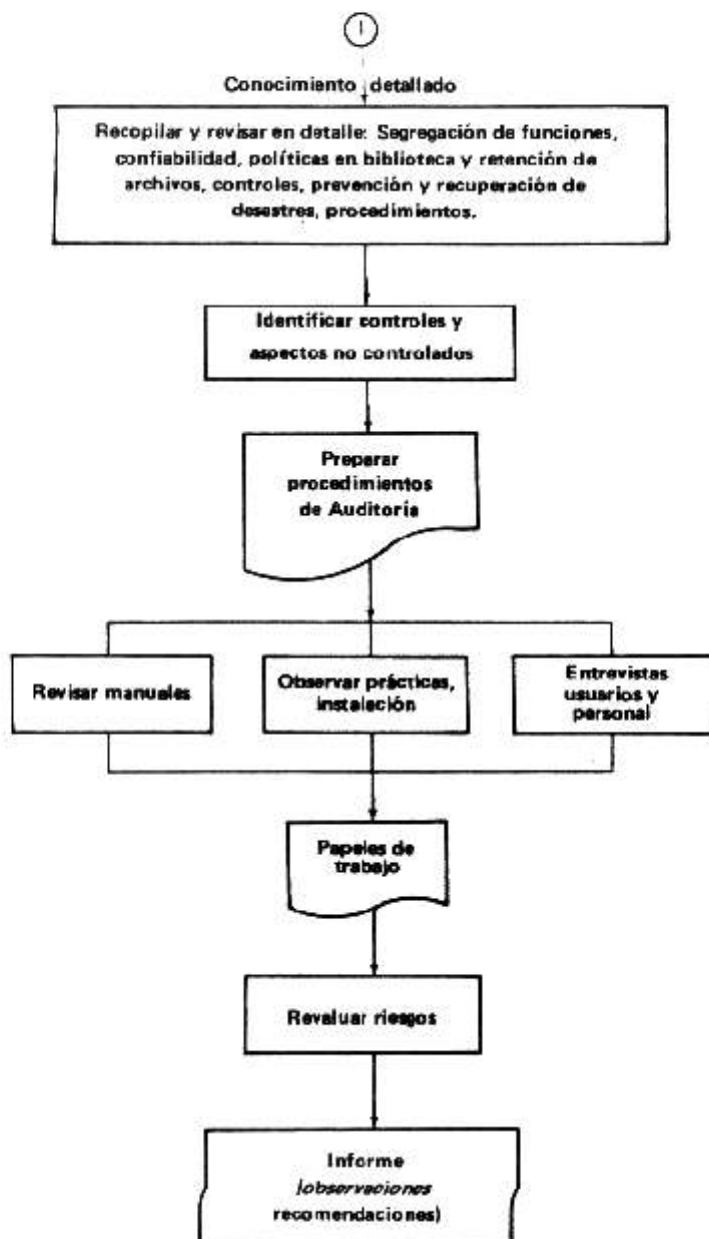 1
Conocimiento detallado
Recopilar y revisar en detalle: Segregación de funciones,
confiabilidad, políticas en biblioteca y retención de
archivos, controles, prevención y recuperación de
desastres, procedimientos.
Identificar controles y
aspectos no controlados
Preparar
procedimientos
de Auditoría
Revisar manuales
Observar prácticas,
instalación
Entrevistas
usuarios y
personal
Papeles de
trabajo
Revaluar riesgos
Informe
(observaciones
recomendaciones)